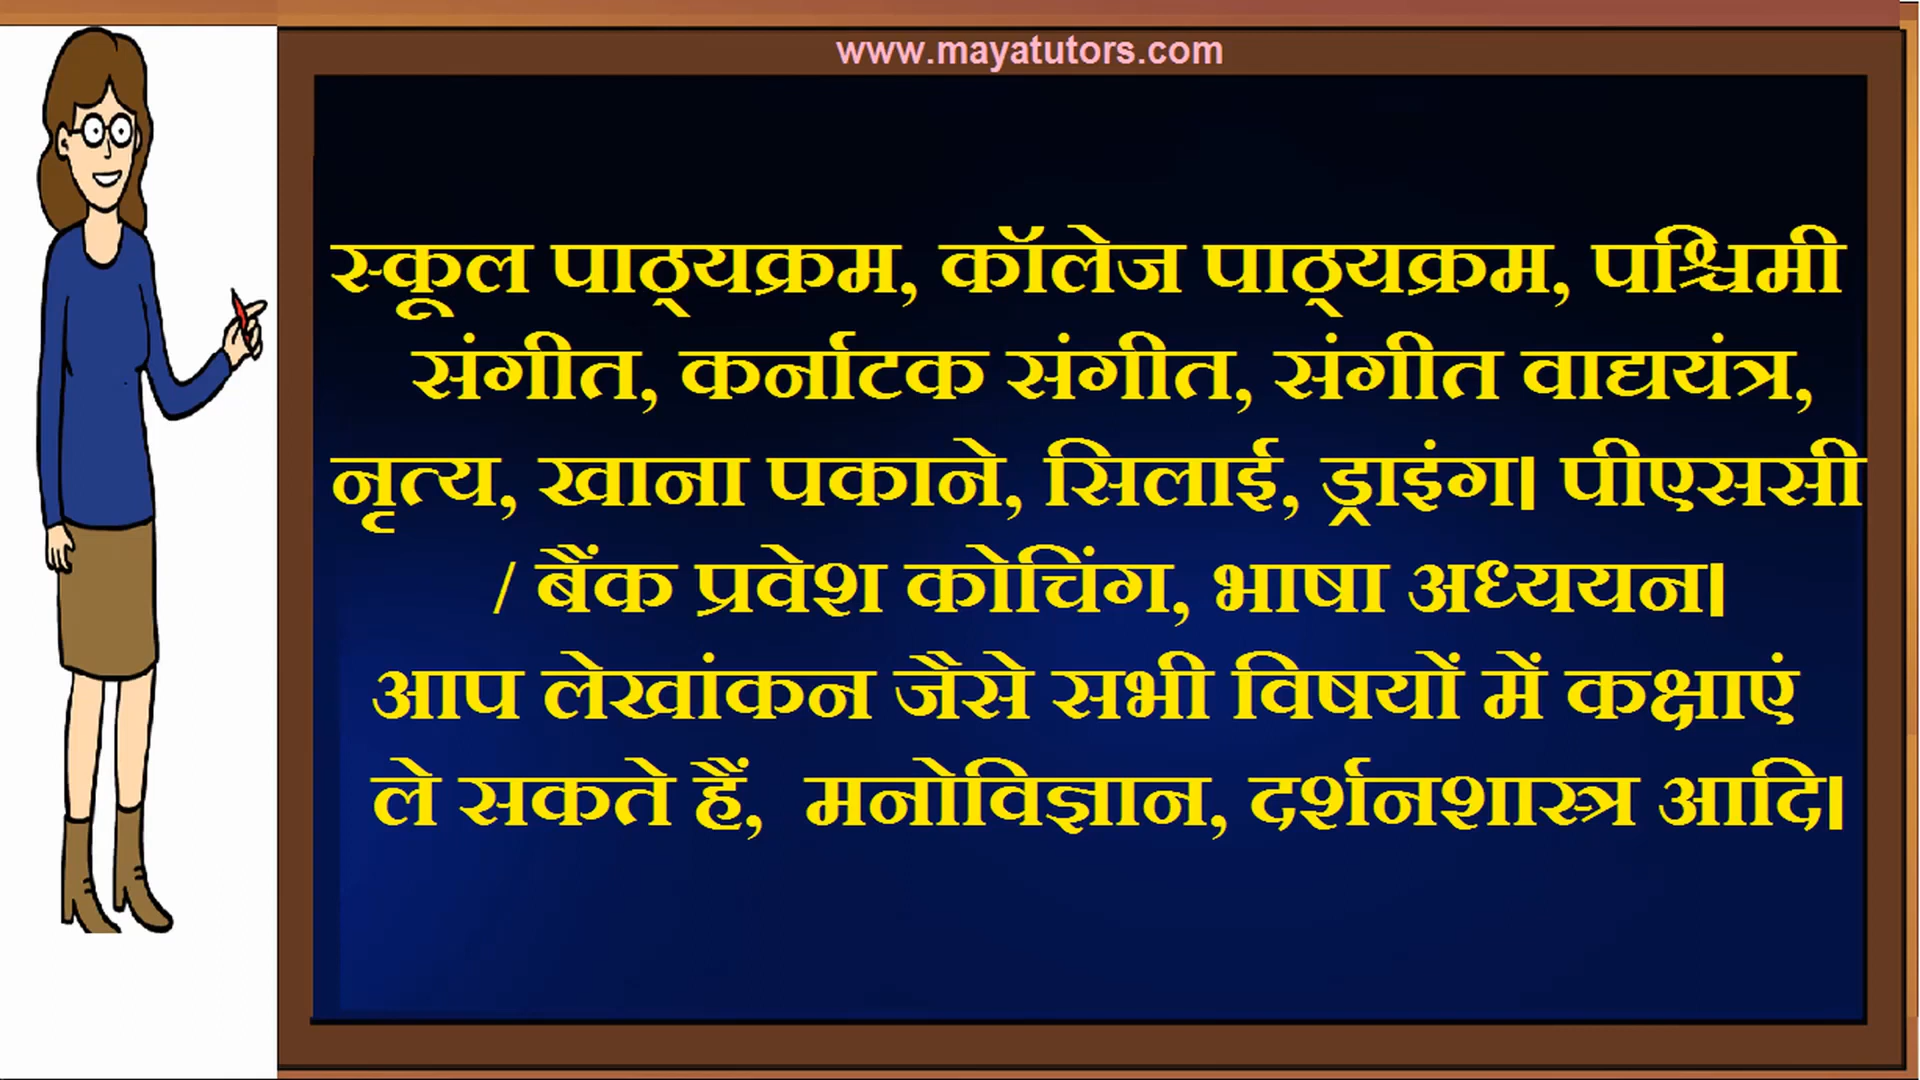 www.mayatutors.com
स्कूल पाठ्यक्रम, कॉलेज पाठ्यक्रम, पश्चिमी
संगीत, कर्नाटक संगीत, संगीत वाद्ययंत्र,
नृत्य, खाना पकाने, सिलाई, ड्राइंग। पीएससी
/ बैंक प्रवेश कोचिंग, भाषा अध्ययन।
आप लेखांकन जैसे सभी विषयों में कक्षाएं
ले सकते हैं, मनोविज्ञान, दर्शनशास्त्र आदि।